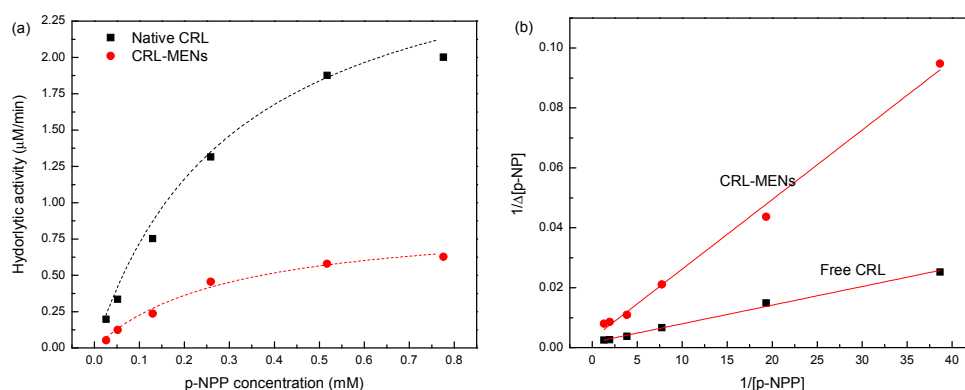 (a)
Native CRL
CRL-MENs
Hydorlytic activity (μM/min)
2.25
2.00
1.75
1.50
1.25
1.00
0.75
0.50
0.25
0.00
0.0 0.1 0.2 0.3 0.4 0.5 0.6 0.7 0.8
p-NPP concentration (mM)
(b)
CRL-MENs
Free CRL
1/Δ[p-NP]
0.10
0.08
0.06
0.04
0.02
0.00
0 5 10 15 20 25 30 35 40
1/[p-NPP]